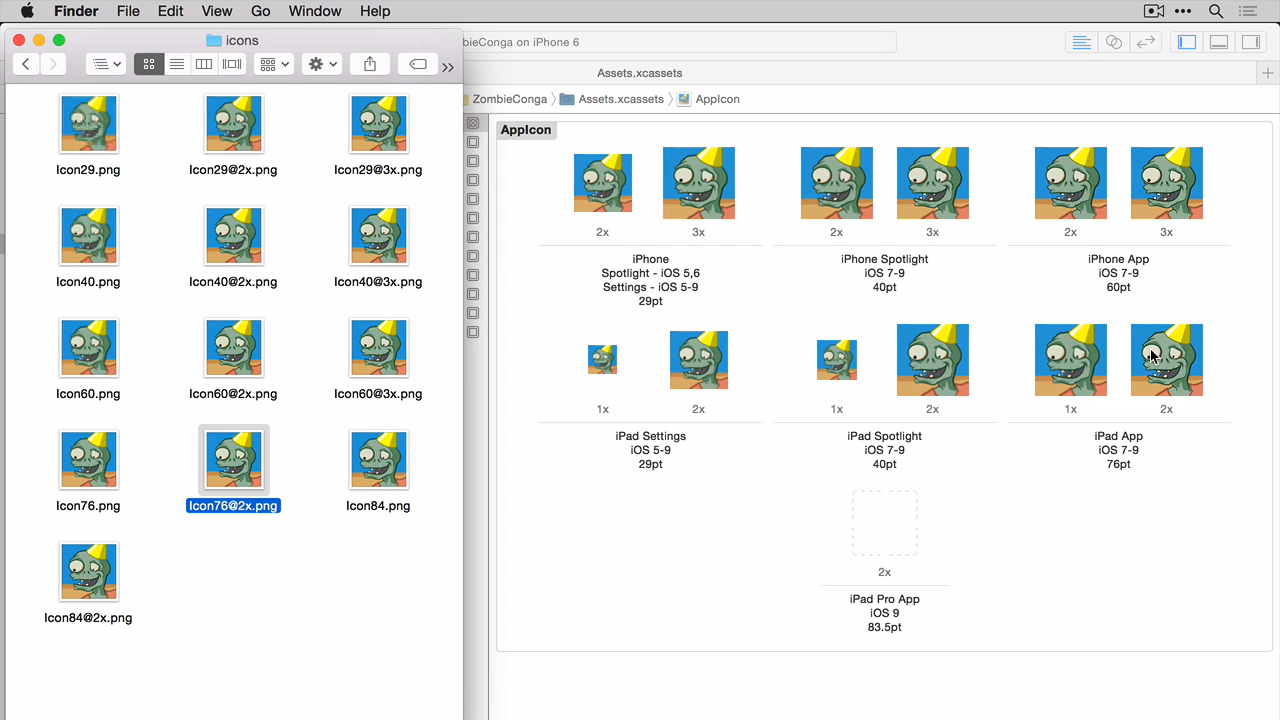 Finder File Edit View Go Window Help
icons
bieConga on iPhone 6
Assets.xcassets
ZombieConga Assets.xcassets AppIcon
Icon29.png Icon29@2x.png Icon29@3x.png
Icon40.png Icon40@2x.png Icon40@3x.png
Icon60.png Icon60@2x.png Icon60@3x.png
Icon76.png Icon76@2x.png Icon84.png
Icon84@2x.png
AppIcon
2x 3x 2x 3x 2x 3x
iPhone
Spotlight - iOS 5,6
Settings - iOS 5-9
29pt
iPhone Spotlight
iOS 7-9
40pt
iPhone App
iOS 7-9
60pt
1x 2x 1x 2x 1x 2x
iPad Settings
iOS 5-9
29pt
iPad Spotlight
iOS 7-9
40pt
iPad App
iOS 7-9
76pt
2x
iPad Pro App
iOS 9
83.5pt